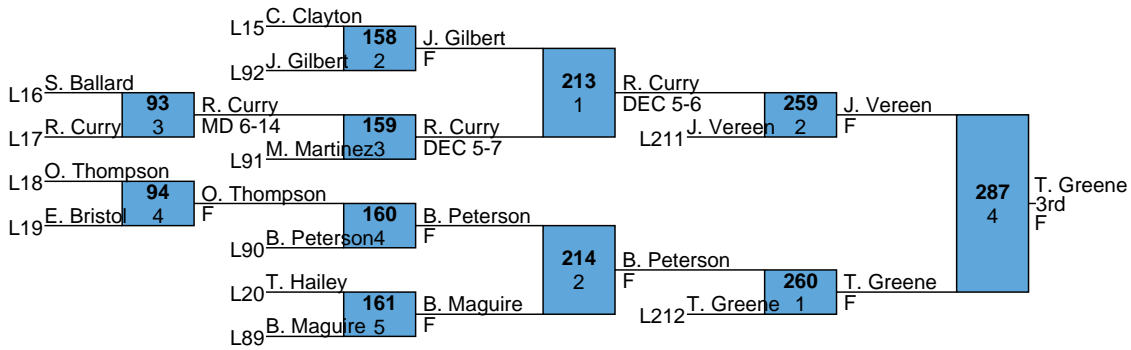 L15 C. Clayton
158
2
J. Gilbert
F
L92 J. Gilbert
213
1
R. Curry
DEC 5-6
L16 S. Ballard
93
3
R. Curry
MD 6-14
L17 R. Curry
159
3
R. Curry
DEC 5-7
L91 M. Martinez
259
2
J. Vereen
F
L211 J. Vereen
L18 O. Thompson
94
4
O. Thompson
F
L19 E. Bristol
160
4
B. Peterson
F
L90 B. Peterson
287
4
T. Greene
3rd
F
214
2
B. Peterson
F
L20 T. Hailey
161
5
B. Maguire
F
L89 B. Maguire
260
1
T. Greene
F
L212 T. Greene